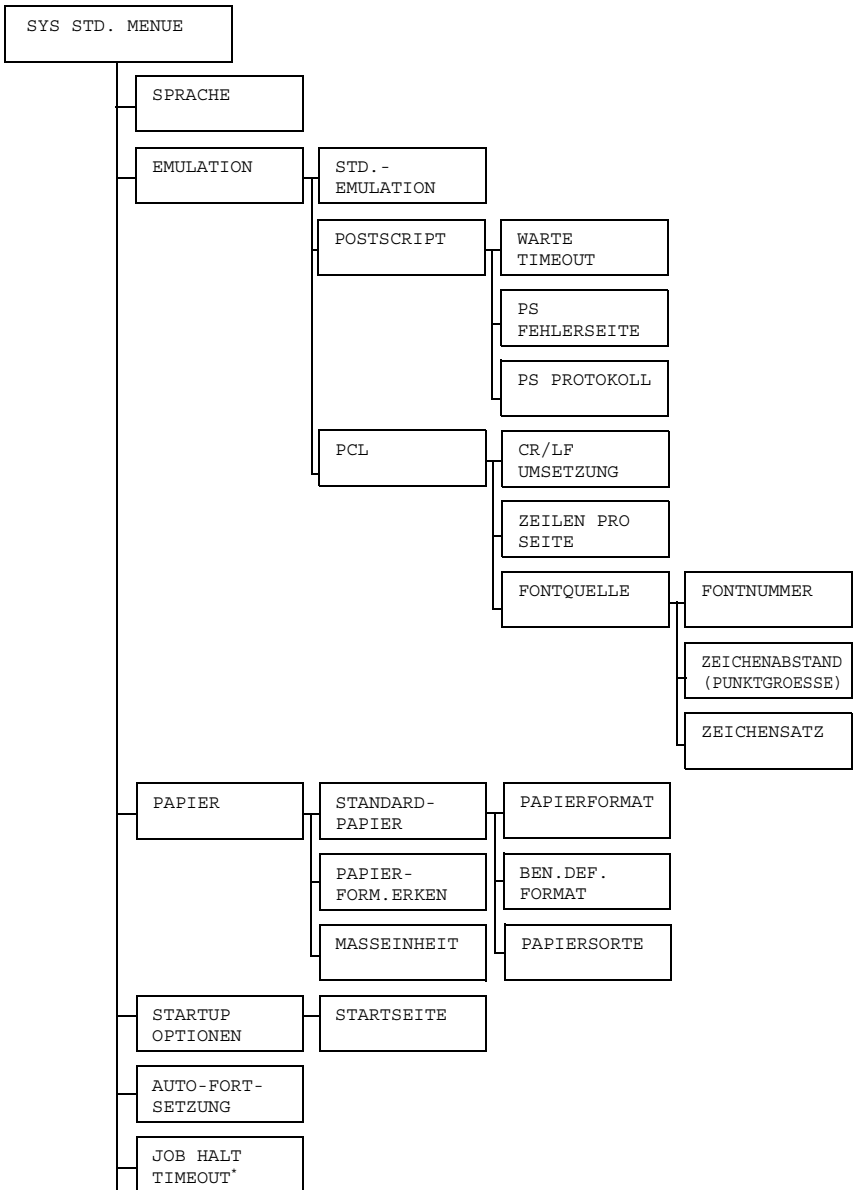 SYS STD. MENUE
SPRACHE
EMULATION
STD.-
EMULATION
POSTSCRIPT
WARTE
TIMEOUT
PS
FEHLERSEITE
PS PROTOKOLL
PCL
CR/LF
UMSETZUNG
ZEILEN PRO
SEITE
FONTQUELLE
FONTNUMMER
ZEICHENABSTAND
(PUNKTGROESSE)
ZEICHENSATZ
PAPIER
STANDARD-
PAPIER
PAPIERFORMAT
PAPIER-
FORM.ERKEN
BEN.DEF.
FORMAT
MASSEINHEIT
PAPIERSORTE
STARTUP
OPTIONEN
STARTSEITE
AUTO-FORT-
SETZUNG
JOB HALT
TIMEOUT*